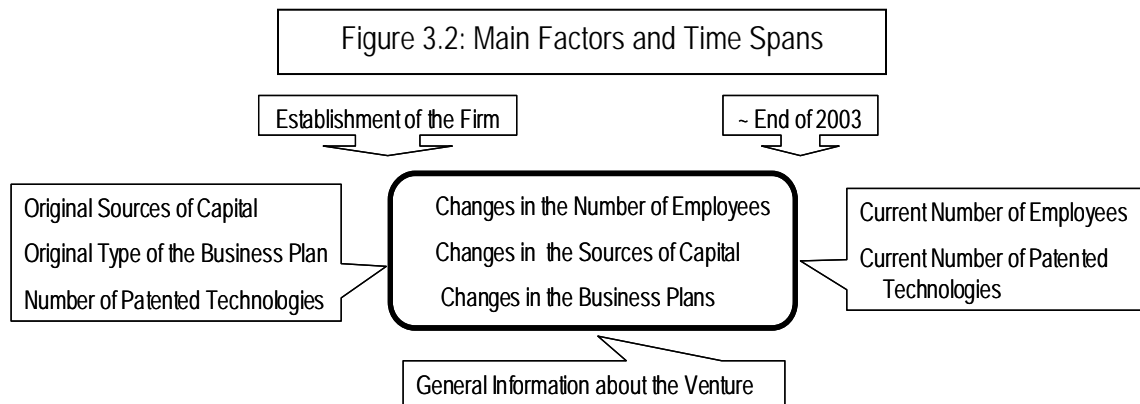 Figure 3.2: Main Factors and Time Spans
Establishment of the Firm
~ End of 2003
Original Sources of Capital
Original Type of the Business Plan
Number of Patented Technologies
Changes in the Number of Employees
Changes in the Sources of Capital
Changes in the Business Plans
Current Number of Employees
Current Number of Patented
Technologies
General Information about the Venture